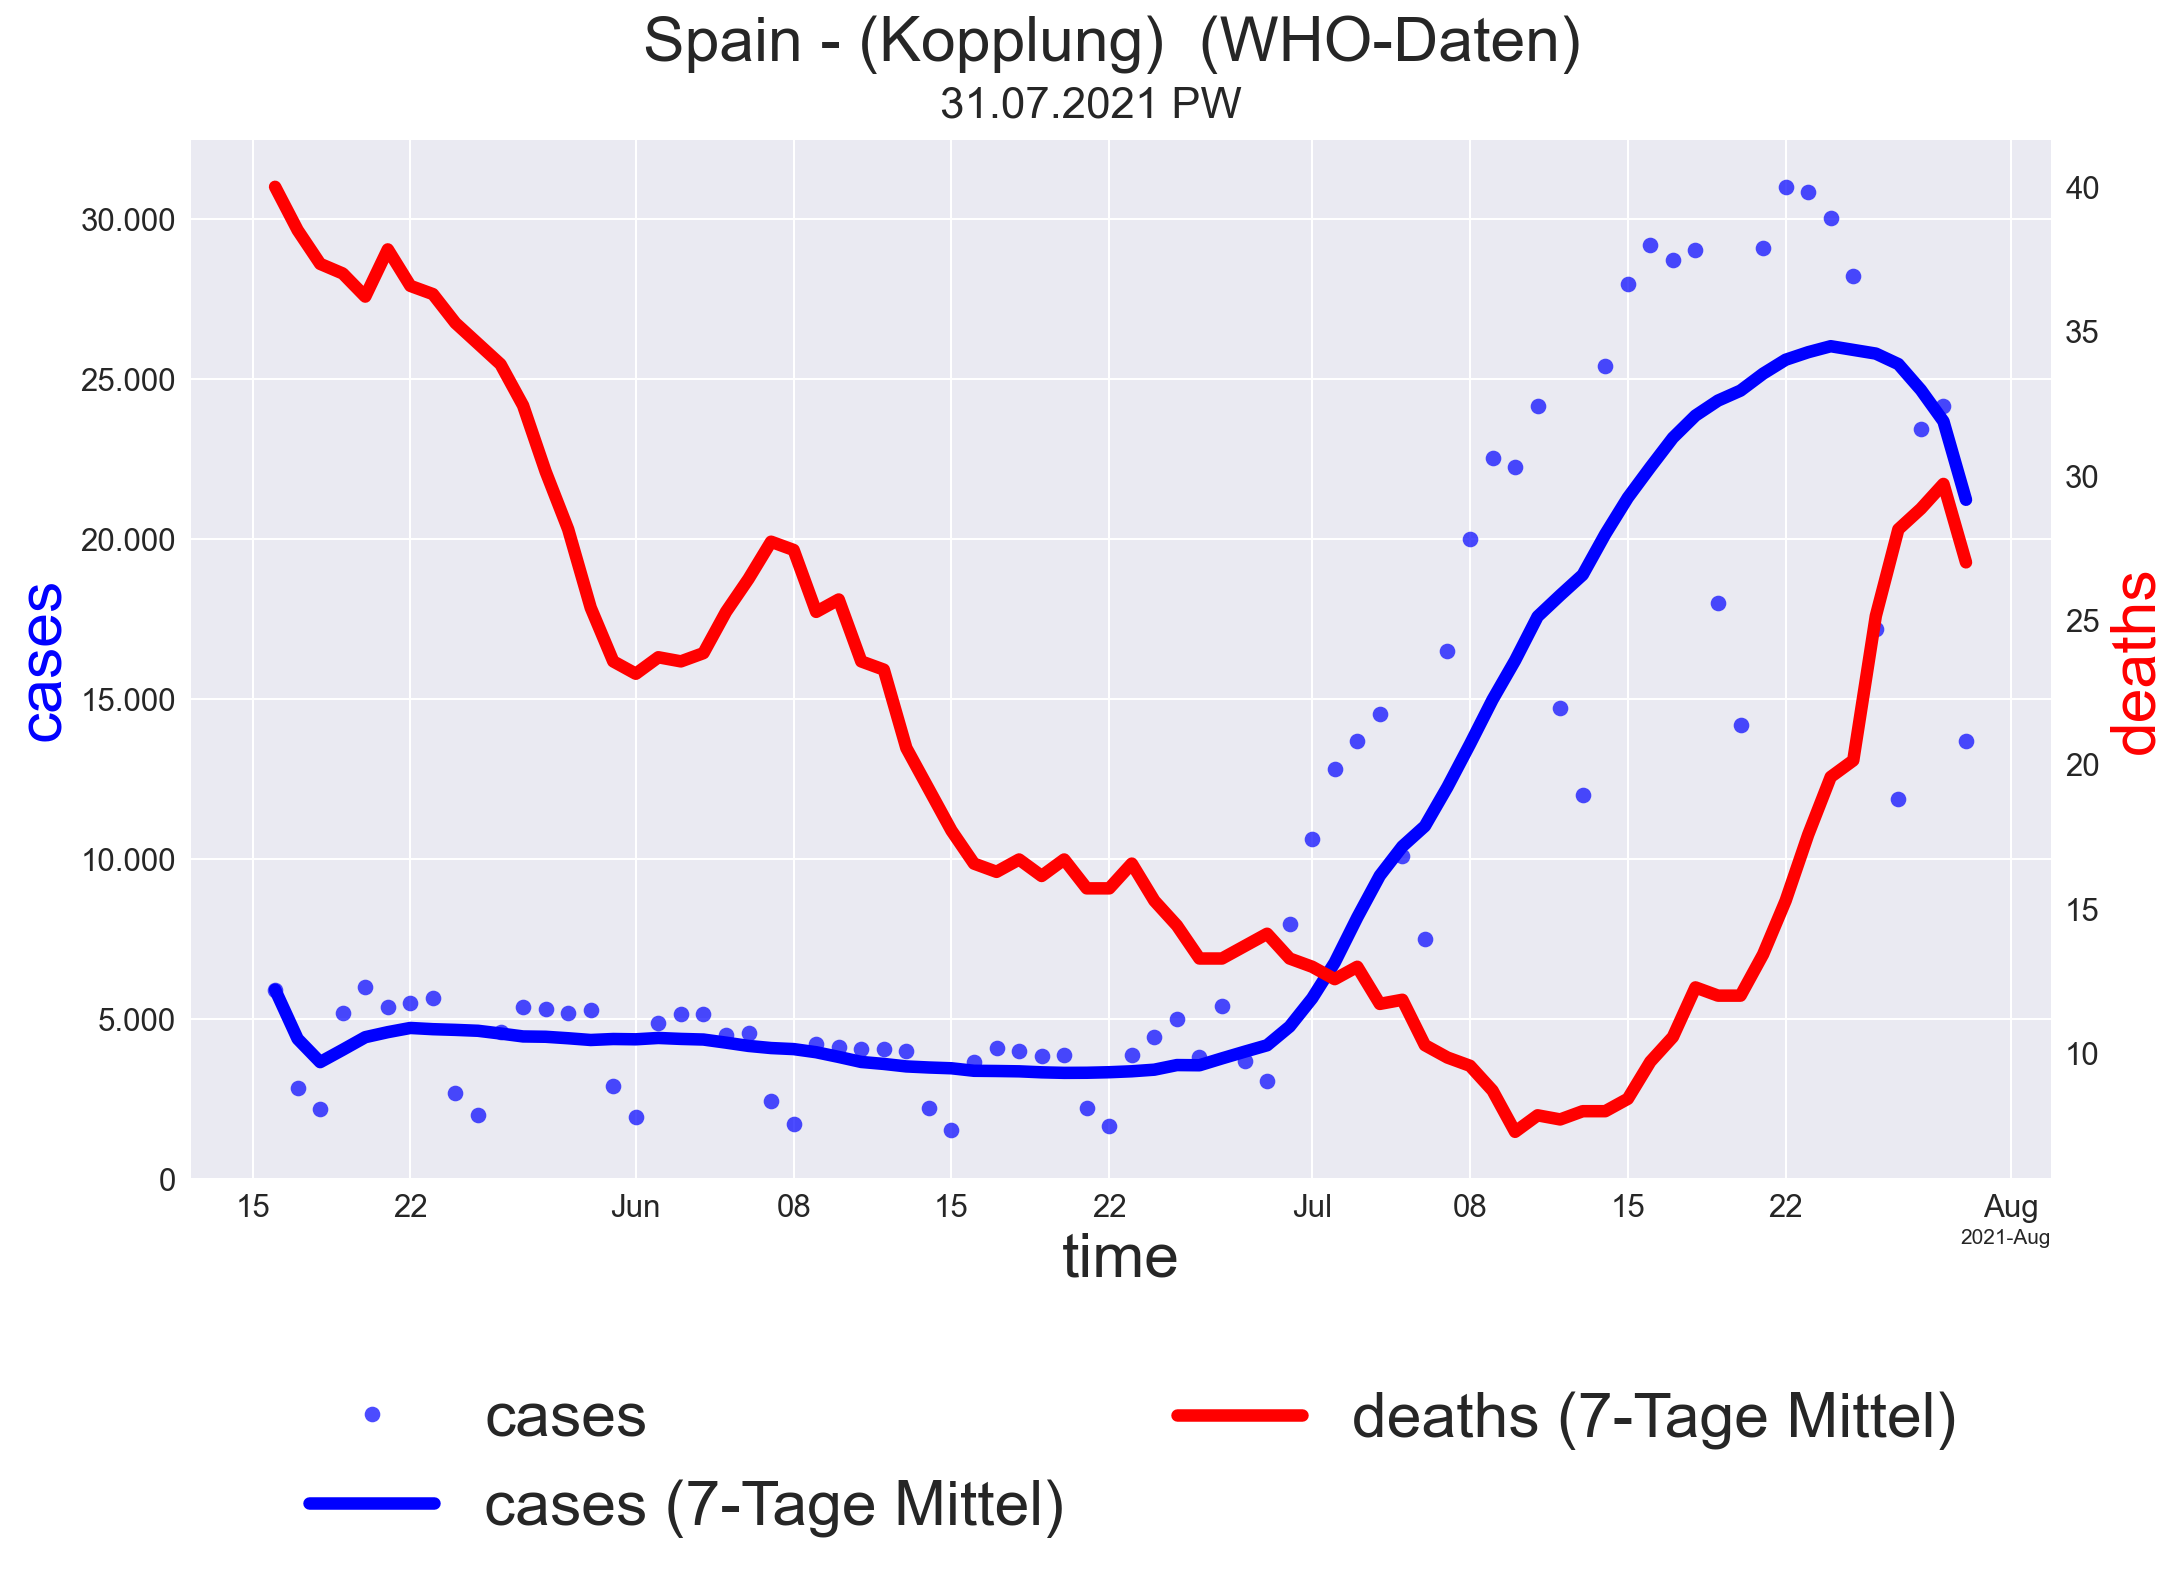 Spain - (Kopplung)  (WHO-Daten)
31.07.2021 PW
cases
30.000
25.000
20.000
15.000
10.000
5.000
0
40
35
30
25
20
15
10
deaths
15 22 Jun 08 15 22 Jul 08 15 22 Aug
2021-Aug
time
cases
cases (7-Tage Mittel)
deaths (7-Tage Mittel)